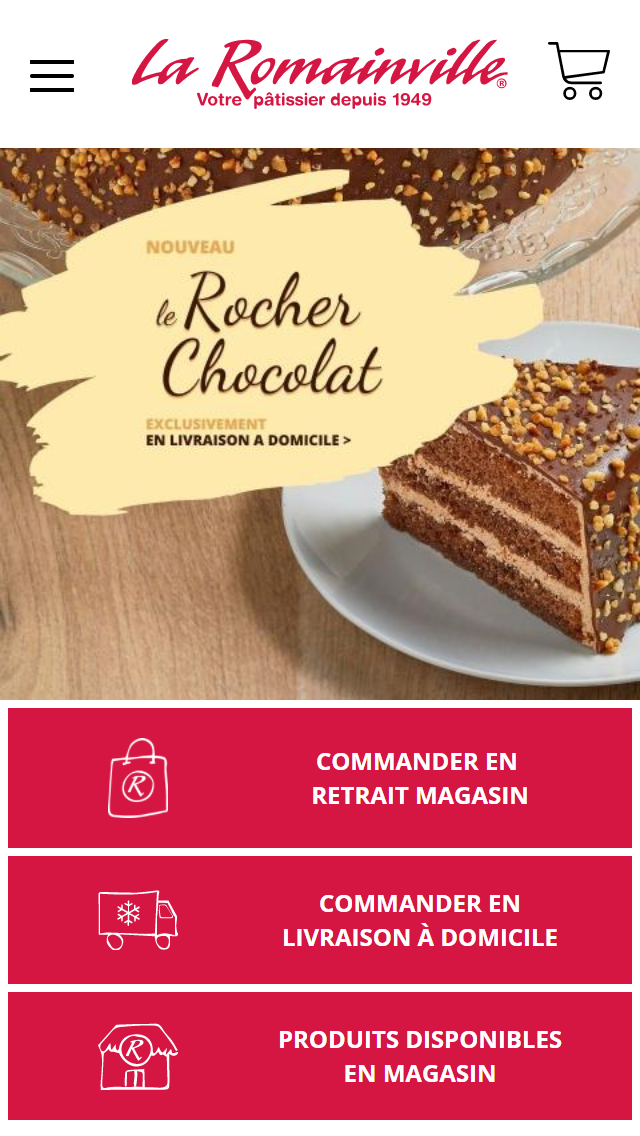 La Romainville®
Votre pâtissier depuis 1949
NOUVEAU
le Rocher
Chocolat
EXCLUSIVEMENT
EN LIVRAISON A DOMICILE >
R
COMMANDER EN
RETRAIT MAGASIN
COMMANDER EN
LIVRAISON À DOMICILE
R
PRODUITS DISPONIBLES
EN MAGASIN